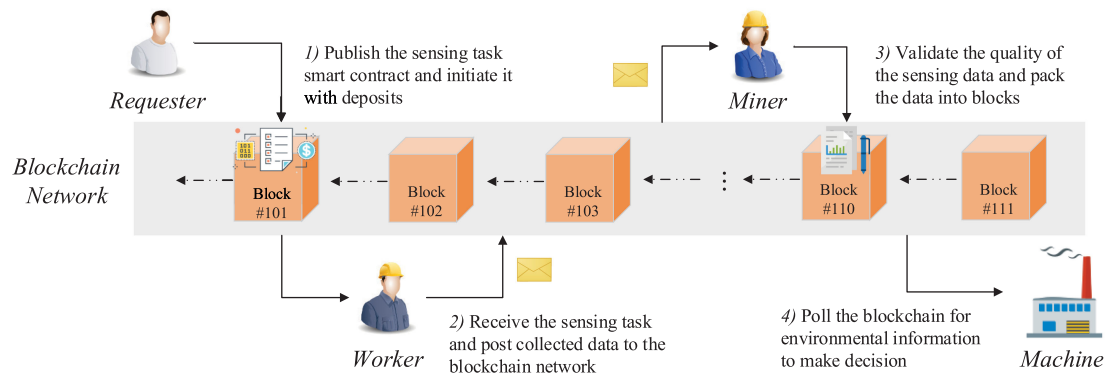 1) Publish the sensing task
smart contract and initiate it
with deposits
Requester
Miner
3) Validate the quality of
the sensing data and pack
the data into blocks
Blockchain
Network
101
011
000
$
Block
#101
Block
#102
Block
#103
Block
#110
Block
#111
Worker
2) Receive the sensing task
and post collected data to the
blockchain network
4) Poll the blockchain for
environmental information
to make decision
Machine